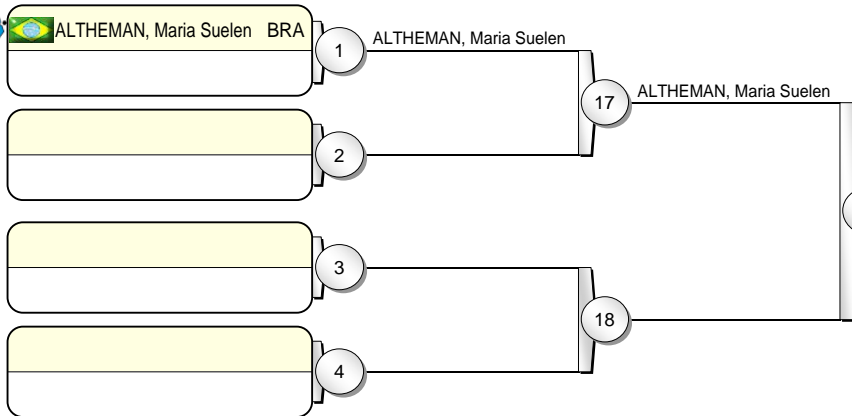 ALTHEMAN, Maria Suelen BRA
1
ALTHEMAN, Maria Suelen
17
ALTHEMAN, Maria Suelen
2
3
18
4